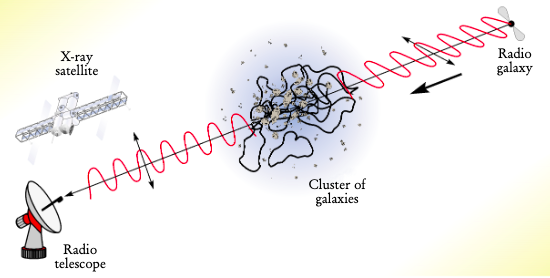 X-ray
satellite
Radio
galaxy
Cluster of
galaxies
Radio
telescope